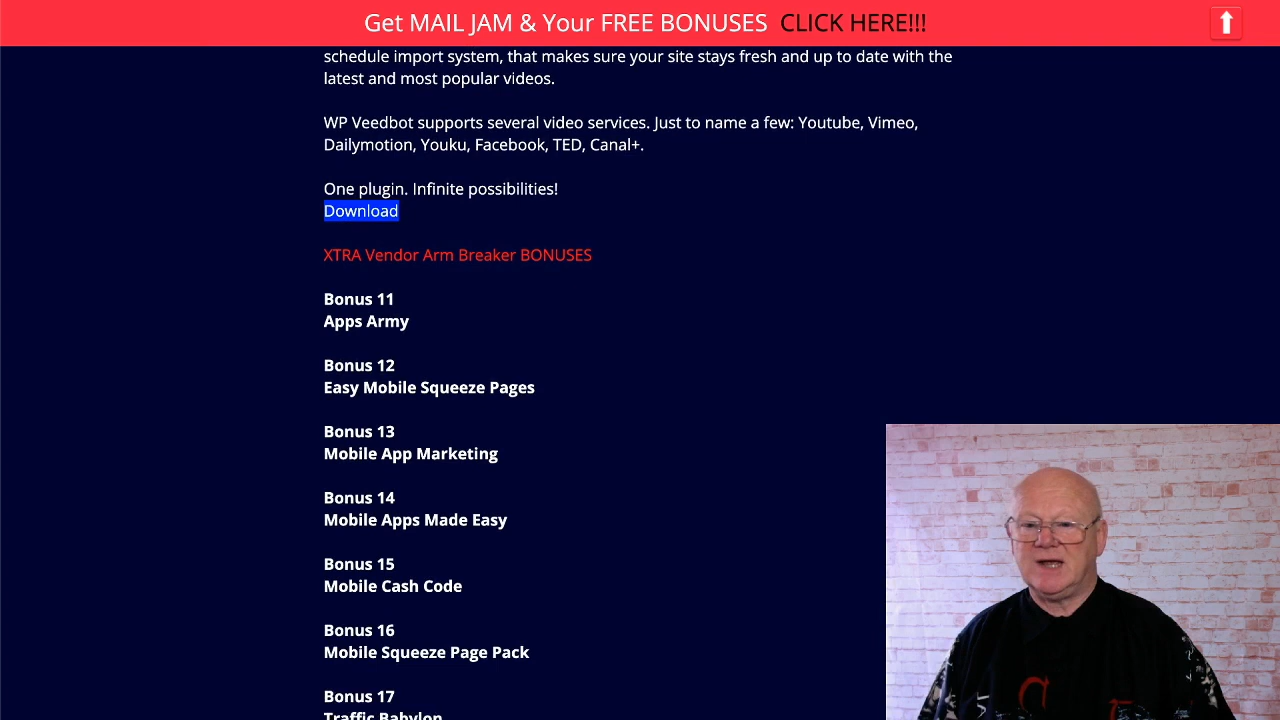 Get MAIL JAM & Your FREE BONUSES CLICK HERE!!!
schedule import system, that makes sure your site stays fresh and up to date with the
latest and most popular videos.
WP Veedbot supports several video services. Just to name a few: Youtube, Vimeo,
Dailymotion, Youku, Facebook, TED, Canal+.
One plugin. Infinite possibilities!
Download
XTRA Vendor Arm Breaker BONUSES
Bonus 11
Apps Army
Bonus 12
Easy Mobile Squeeze Pages
Bonus 13
Mobile App Marketing
Bonus 14
Mobile Apps Made Easy
Bonus 15
Mobile Cash Code
Bonus 16
Mobile Squeeze Page Pack
Bonus 17
Traffic Babylon